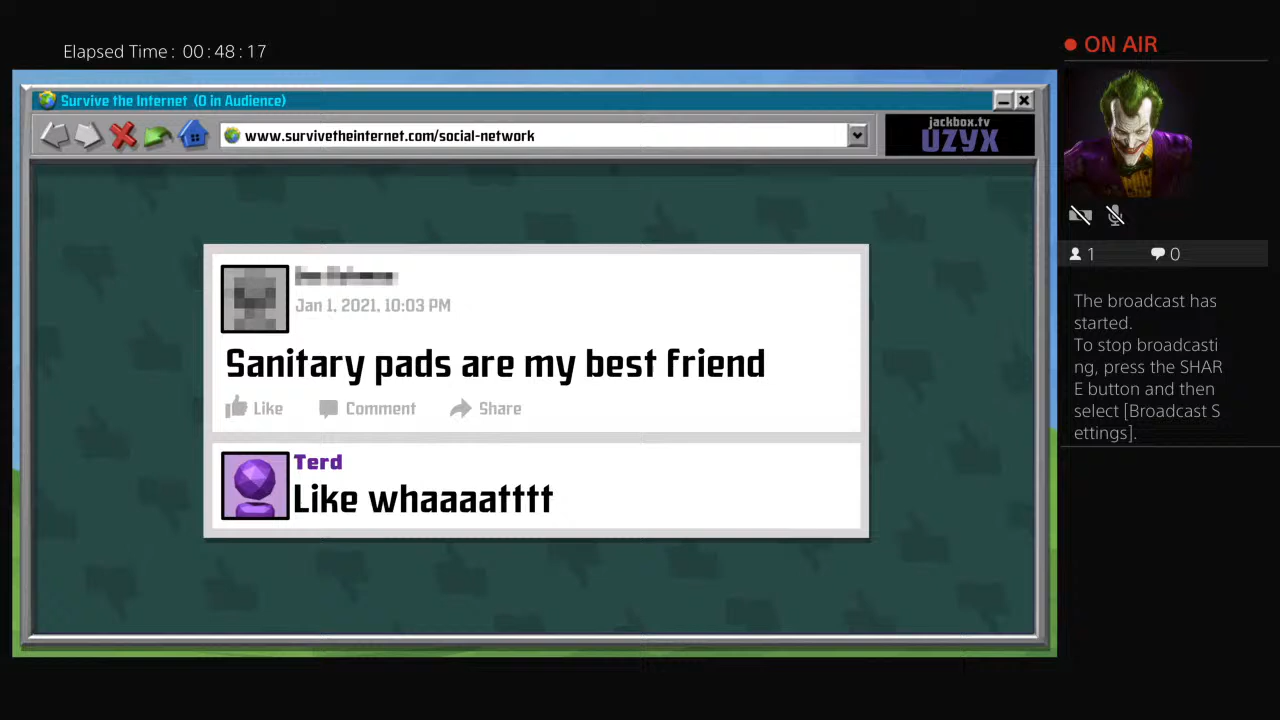 Elapsed Time: 00:48:17
ON AIR
Survive the Internet (0 in Audience)
www.survivetheinternet.com/social-network
jackbox.tv
UZYX
1 0
Jan 1, 2021, 10:03 PM
Sanitary pads are my best friend
Like Comment Share
Terd
Like whaaaatttt
The broadcast has
started.
To stop broadcasti
ng, press the SHAR
E button and then
select [Broadcast S
ettings].